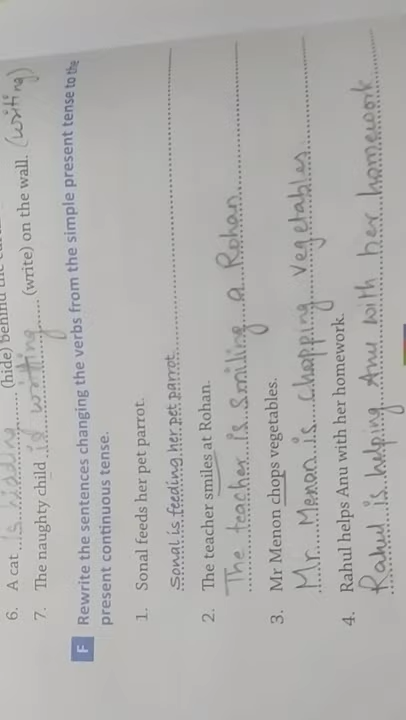 6. A cat is hiding (hide) behind the
7. The naughty child is writting (write) on the wall. (writing)
F Rewrite the sentences changing the verbs from the simple present tense to the
present continuous tense.
1. Sonal feeds her pet parrot.
Sonal is feeding her pet parrot
2. The teacher smiles at Rohan.
The teacher is smiling a Rohan
3. Mr Menon chops vegetables.
Mr. Menon is chopping vegetables
4. Rahul helps Anu with her homework.
Rahul is helping Anu with her homework